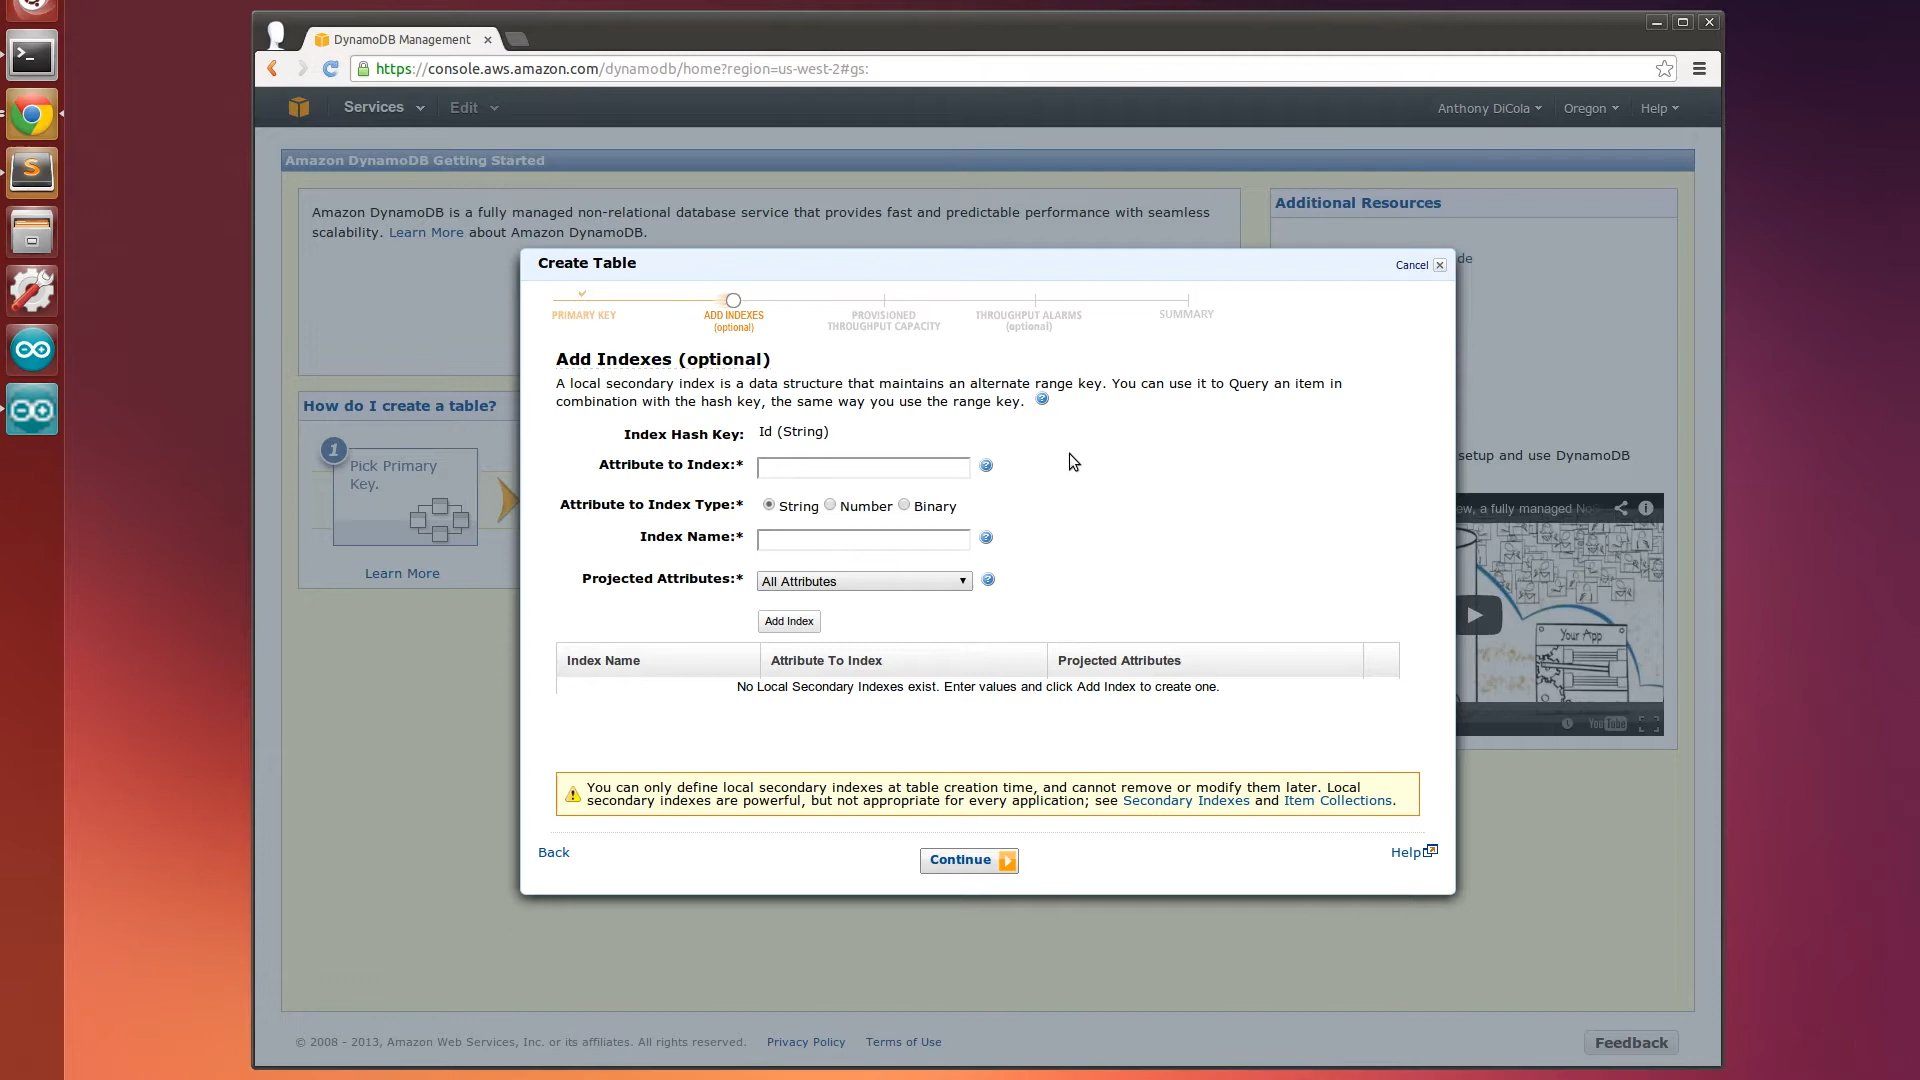 DynamoDB Management
https://console.aws.amazon.com/dynamodb/home?region=us-west-2#gs:
Services Edit Anthony DiCola Oregon Help
Amazon DynamoDB Getting Started
Amazon DynamoDB is a fully managed non-relational database service that provides fast and predictable performance with seamless
scalability. Learn More about Amazon DynamoDB.
Additional Resources
de
Create Table
Cancel
PRIMARY KEY
ADD INDEXES
(optional)
PROVISIONED
THROUGHPUT CAPACITY
THROUGHPUT ALARMS
(optional)
SUMMARY
Add Indexes (optional)
A local secondary index is a data structure that maintains an alternate range key. You can use it to Query an item in
combination with the hash key, the same way you use the range key.
How do I create a table?
1
Pick Primary
Key.
Learn More
Index Hash Key: Id (String)
Attribute to Index:*
Attribute to Index Type:* String Number Binary
Index Name:*
Projected Attributes:* All Attributes
Add Index
Index Name Attribute To Index Projected Attributes
No Local Secondary Indexes exist. Enter values and click Add Index to create one.
You can only define local secondary indexes at table creation time, and cannot remove or modify them later. Local
secondary indexes are powerful, but not appropriate for every application; see Secondary Indexes and Item Collections.
Back
Continue
Help
setup and use DynamoDB
ew, a fully managed No
Your App
YouTube
© 2008 - 2013, Amazon Web Services, Inc. or its affiliates. All rights reserved. Privacy Policy Terms of Use
Feedback